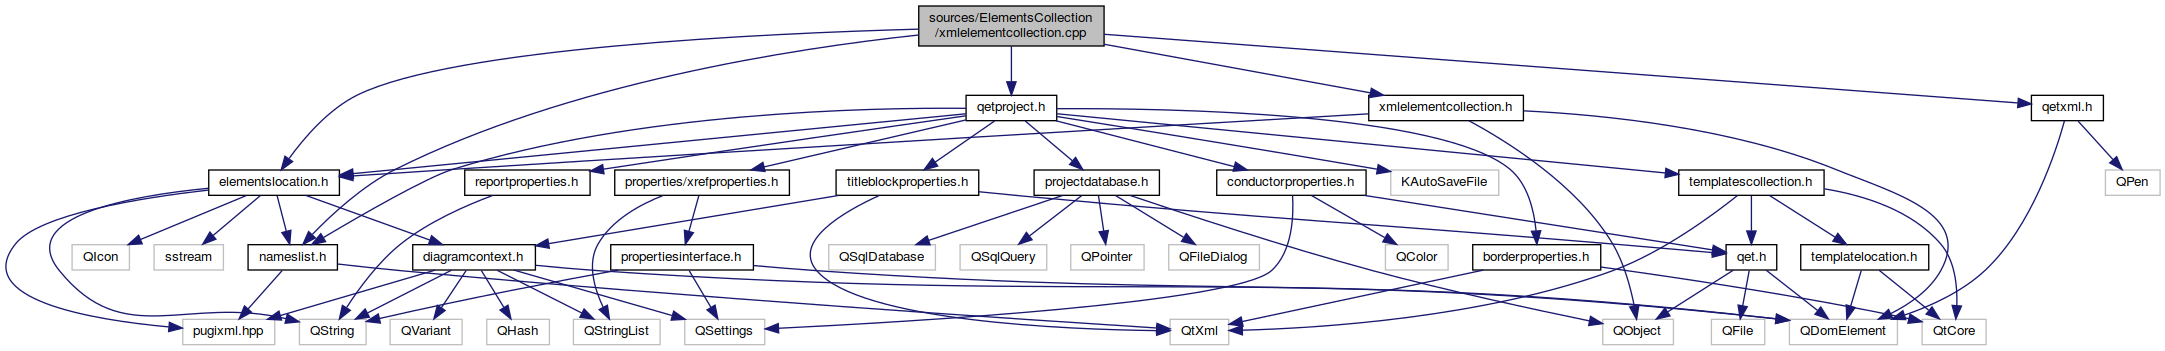 sources/ElementsCollection
/xmlelementcollection.cpp
qetproject.h
xmlelementcollection.h
qetxml.h
elementslocation.h
reportproperties.h
properties/xrefproperties.h
titleblockproperties.h
projectdatabase.h
conductorproperties.h
KAutoSaveFile
templatescollection.h
QPen
QIcon
sstream
nameslist.h
diagramcontext.h
propertiesinterface.h
QSqlDatabase
QSqlQuery
QPointer
QFileDialog
QColor
borderproperties.h
qet.h
templatelocation.h
pugixml.hpp
QString
QVariant
QHash
QStringList
QSettings
QtXml
QObject
QFile
QDomElement
QtCore